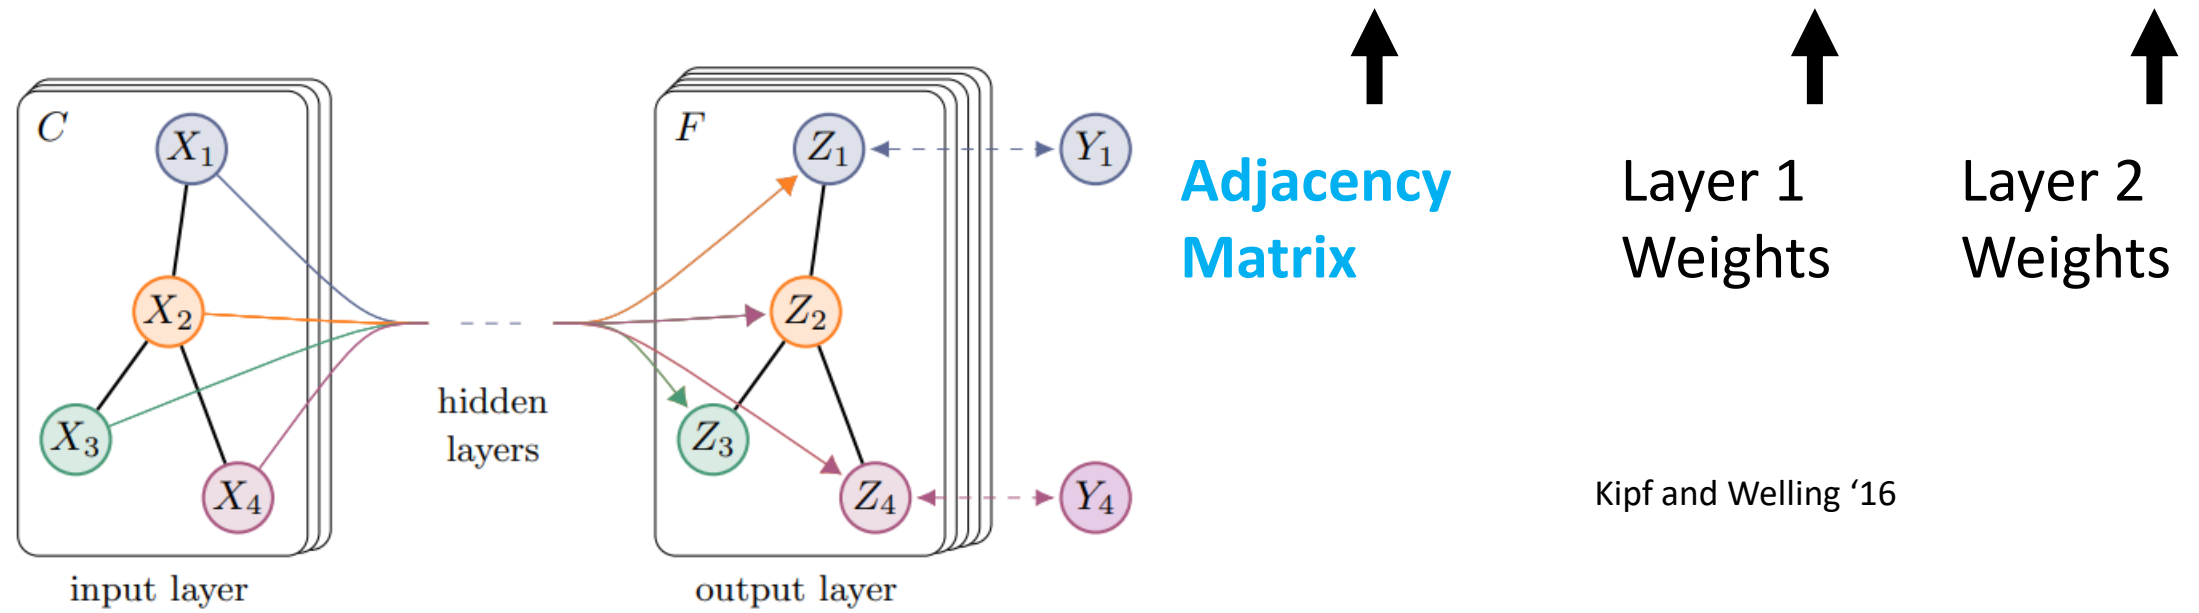 C
X1
X2
X3
X4
input layer
hidden
layers
F
Z1
Z2
Z3
Z4
output layer
Y1
Y4
Adjacency
Matrix
Layer 1
Weights
Layer 2
Weights
Kipf and Welling ‘16